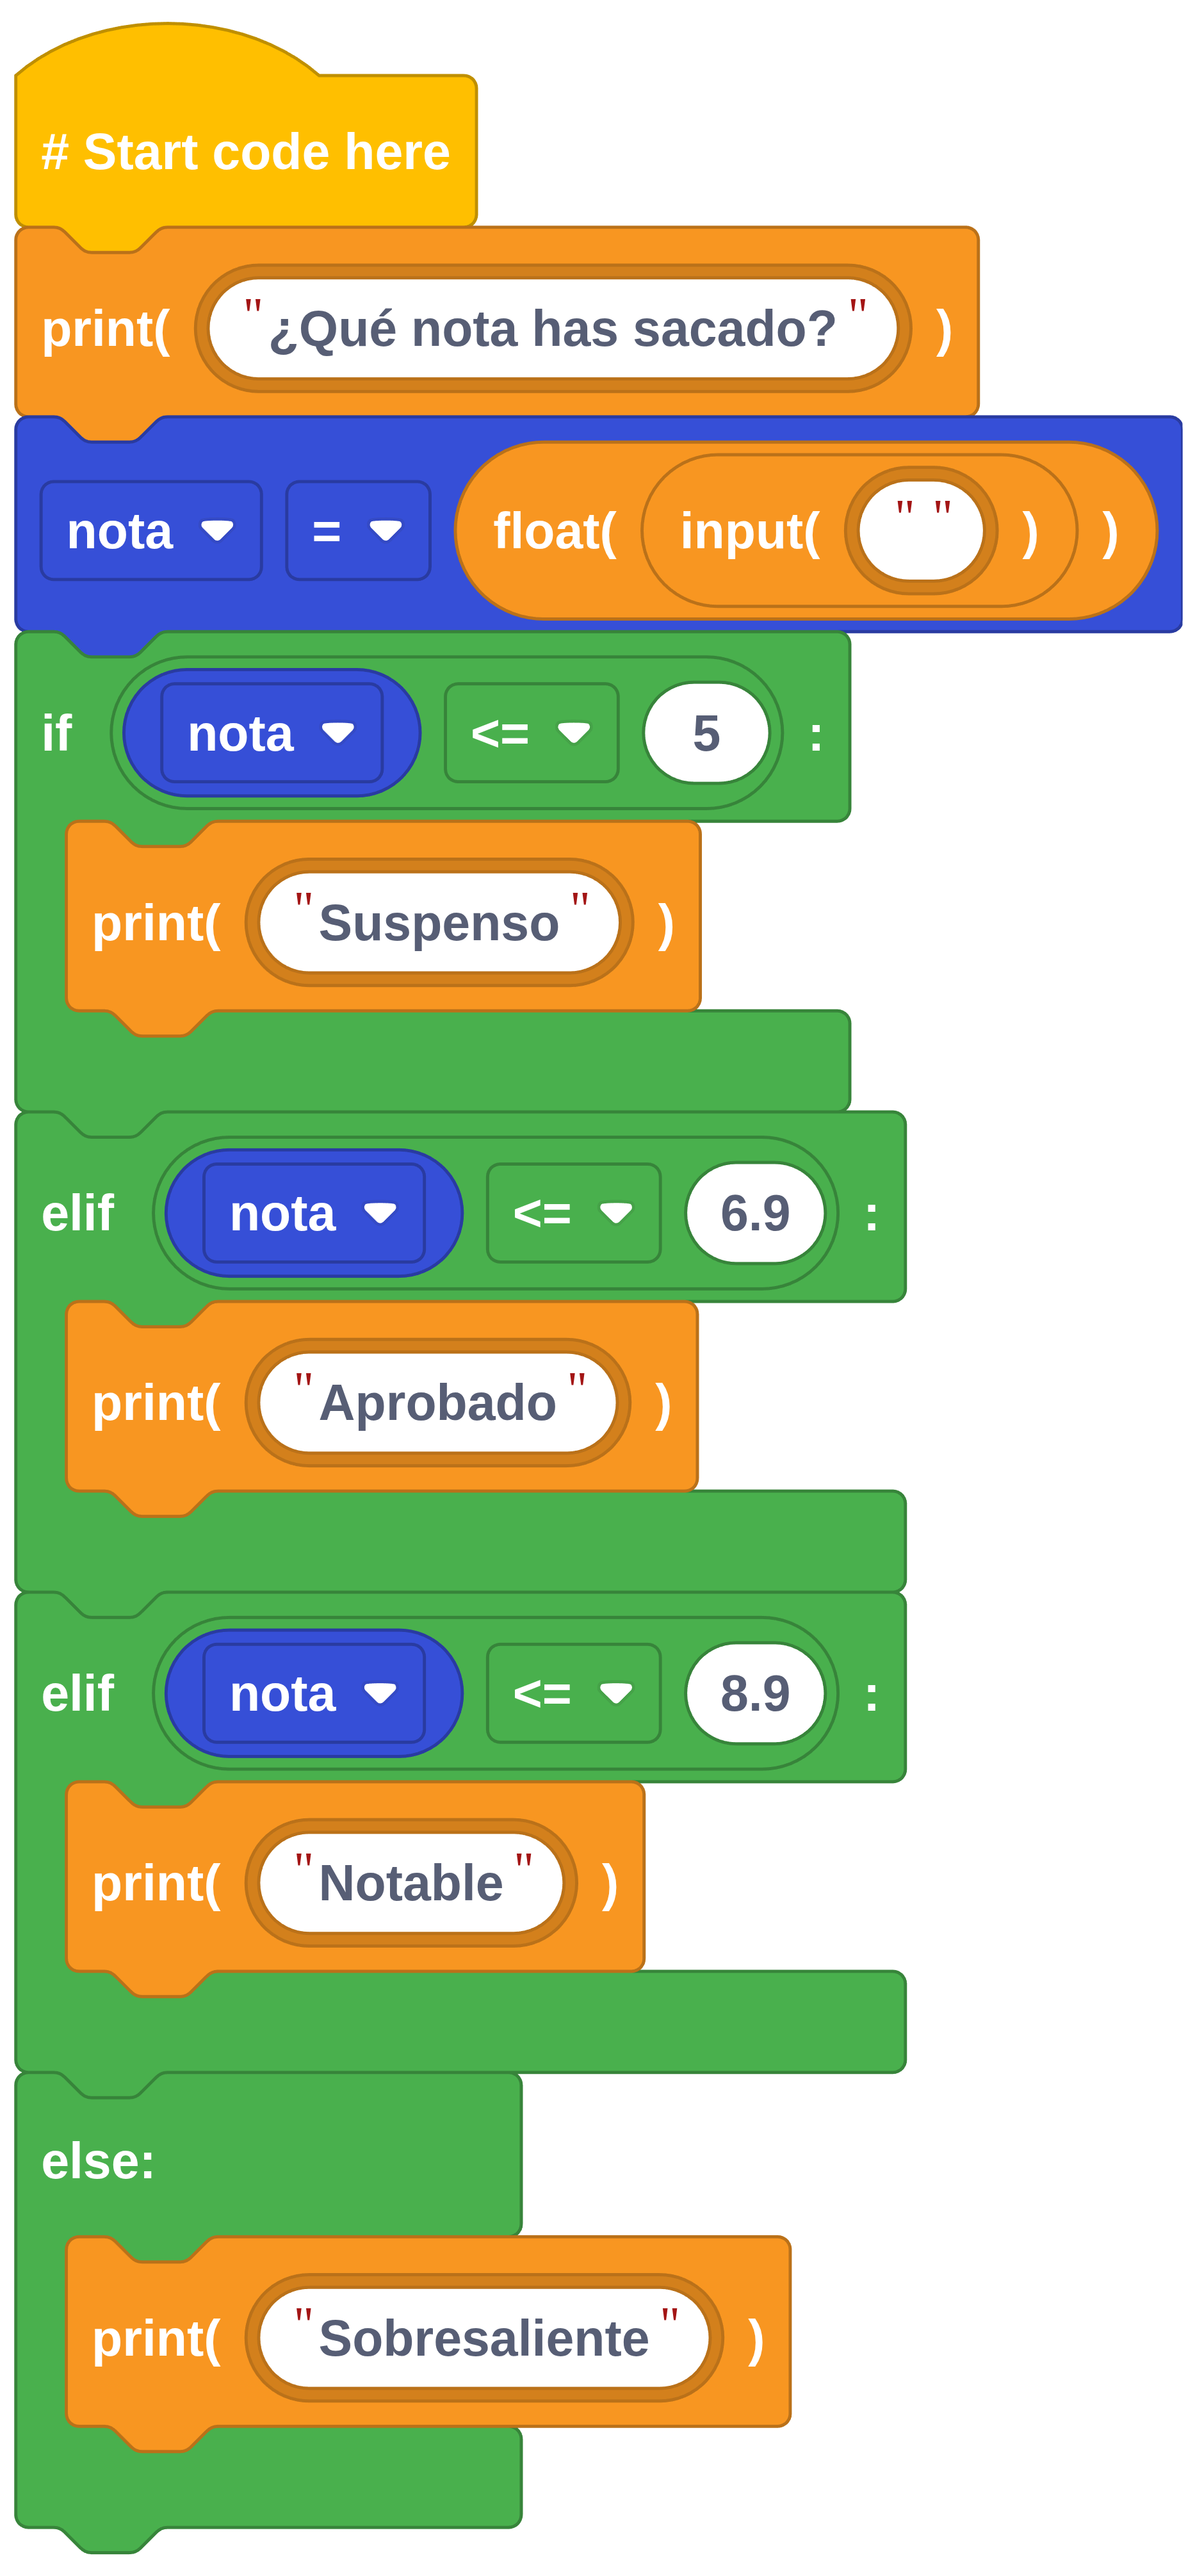 # Start code here
print( "¿Qué nota has sacado?" )
nota = float( input( " " ) )
if nota <= 5 :
print( "Suspenso" )
elif nota <= 6.9 :
print( "Aprobado" )
elif nota <= 8.9 :
print( "Notable" )
else:
print( "Sobresaliente" )